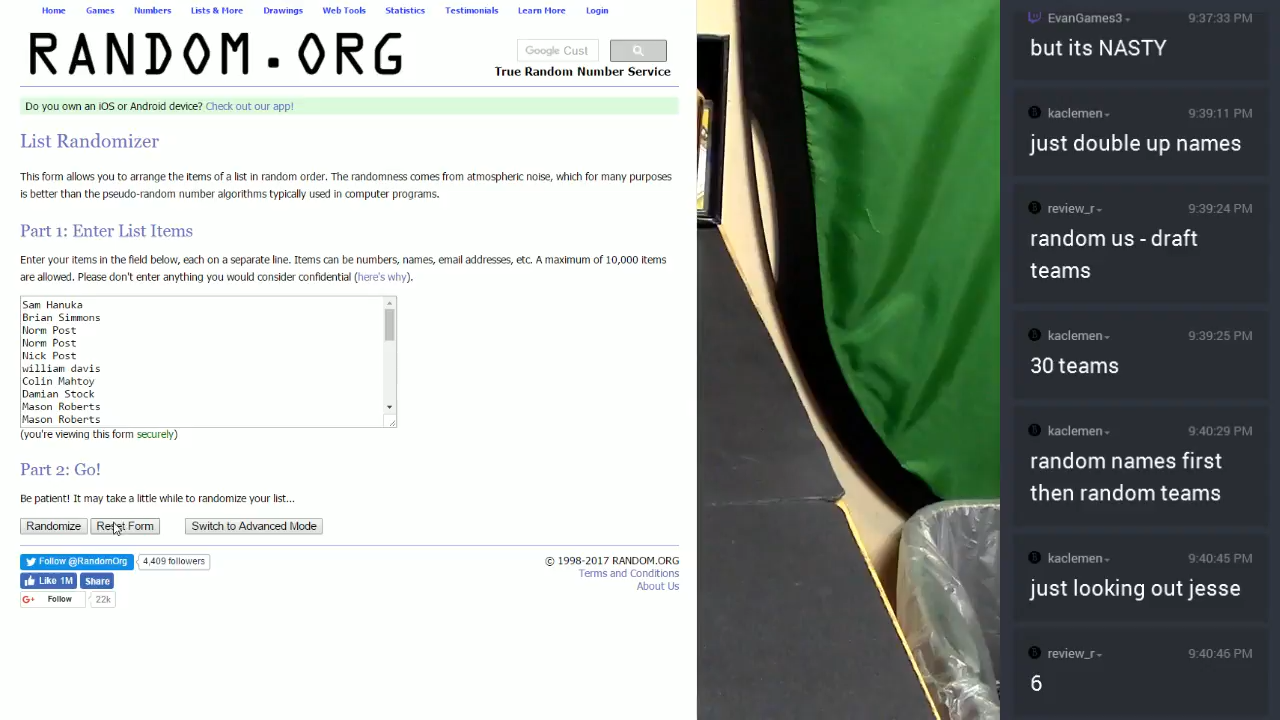 Home Games Numbers Lists & More Drawings Web Tools Statistics Testimonials Learn More Login
RANDOM.ORG
Google Cust
True Random Number Service
Do you own an iOS or Android device? Check out our app!
List Randomizer
This form allows you to arrange the items of a list in random order. The randomness comes from atmospheric noise, which for many purposes
is better than the pseudo-random number algorithms typically used in computer programs.
Part 1: Enter List Items
Enter your items in the field below, each on a separate line. Items can be numbers, names, email addresses, etc. A maximum of 10,000 items
are allowed. Please don't enter anything you would consider confidential (here's why).
Sam Hanuka
Brian Simmons
Norm Post
Norm Post
Nick Post
william davis
Colin Mahtoy
Damian Stock
Mason Roberts
Mason Roberts
(you're viewing this form securely)
Part 2: Go!
Be patient! It may take a little while to randomize your list...
Randomize Reset Form Switch to Advanced Mode
Follow @RandomOrg 4,409 followers
Like 1M Share
G+ Follow 22k
© 1998-2017 RANDOM.ORG
Terms and Conditions
About Us
EvanGames3 9:37:33 PM
but its NASTY
kaclemen 9:39:11 PM
just double up names
review_r 9:39:24 PM
random us - draft
teams
kaclemen 9:39:25 PM
30 teams
kaclemen 9:40:29 PM
random names first
then random teams
kaclemen 9:40:45 PM
just looking out jesse
review_r 9:40:46 PM
6